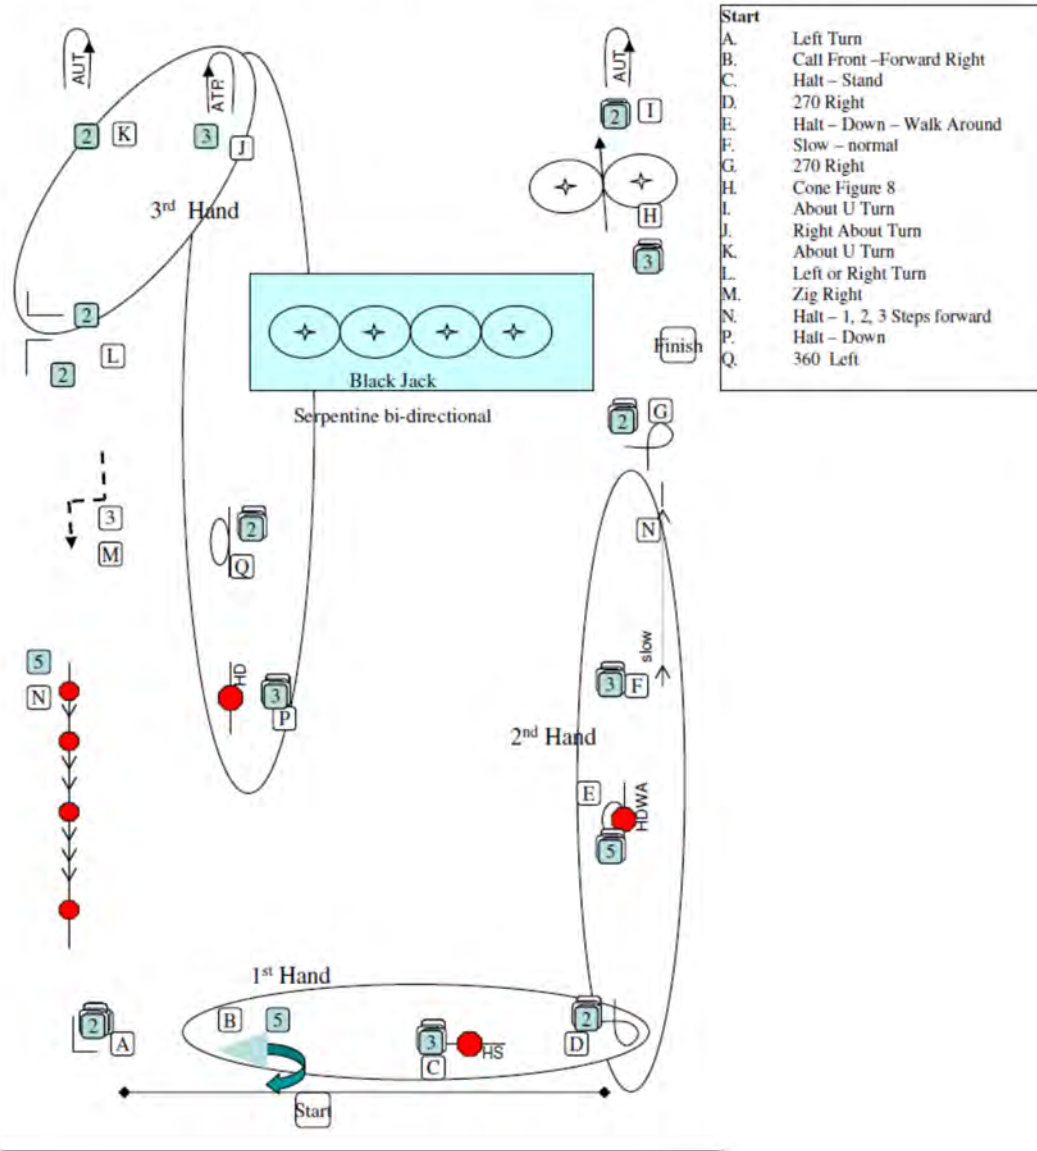 Start
A. Left Turn
B. Call Front –Forward Right
C. Halt – Stand
D. 270 Right
E. Halt – Down – Walk Around
F. Slow – normal
G. 270 Right
H. Cone Figure 8
I. About U Turn
J. Right About Turn
K. About U Turn
L. Left or Right Turn
M. Zig Right
N. Halt – 1, 2, 3 Steps forward
P. Halt – Down
Q. 360 Left
AUT
ATR
AUT
2 K
3 J
2 I
3rd Hand
H
3
2
L
2
Black Jack
Serpentine bi-directional
Finish
2 G
3
M
2
Q
N
slow
5
N
HD
3
P
3 F
2nd Hand
E
HDWA
5
1st Hand
2 A
B 5
3
C
HS
2
D
Start